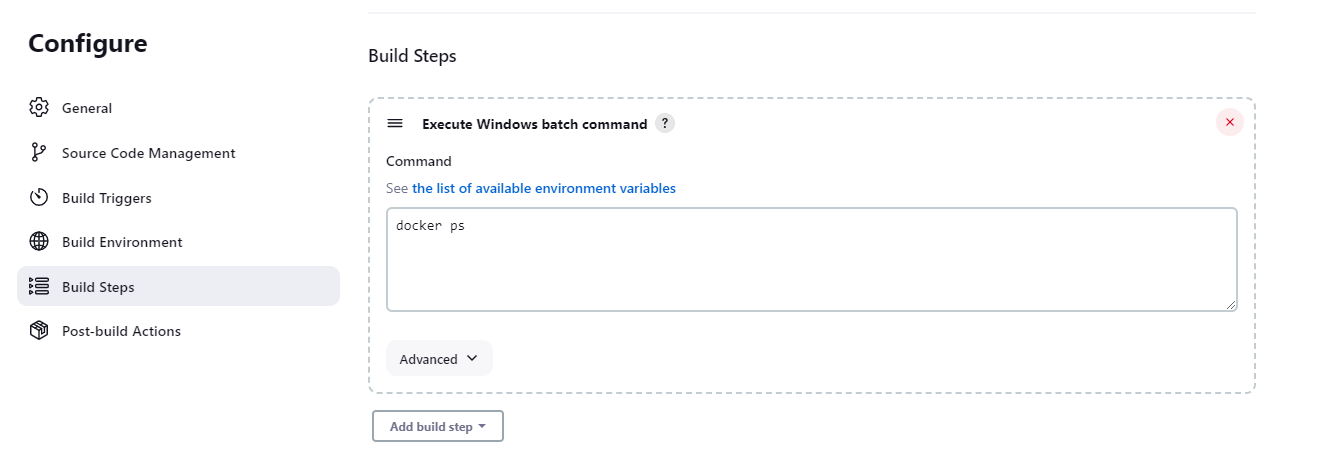 Configure
General
Source Code Management
Build Triggers
Build Environment
Build Steps
Post-build Actions
Build Steps
Execute Windows batch command ?
Command
See the list of available environment variables
docker ps
Advanced
Add build step